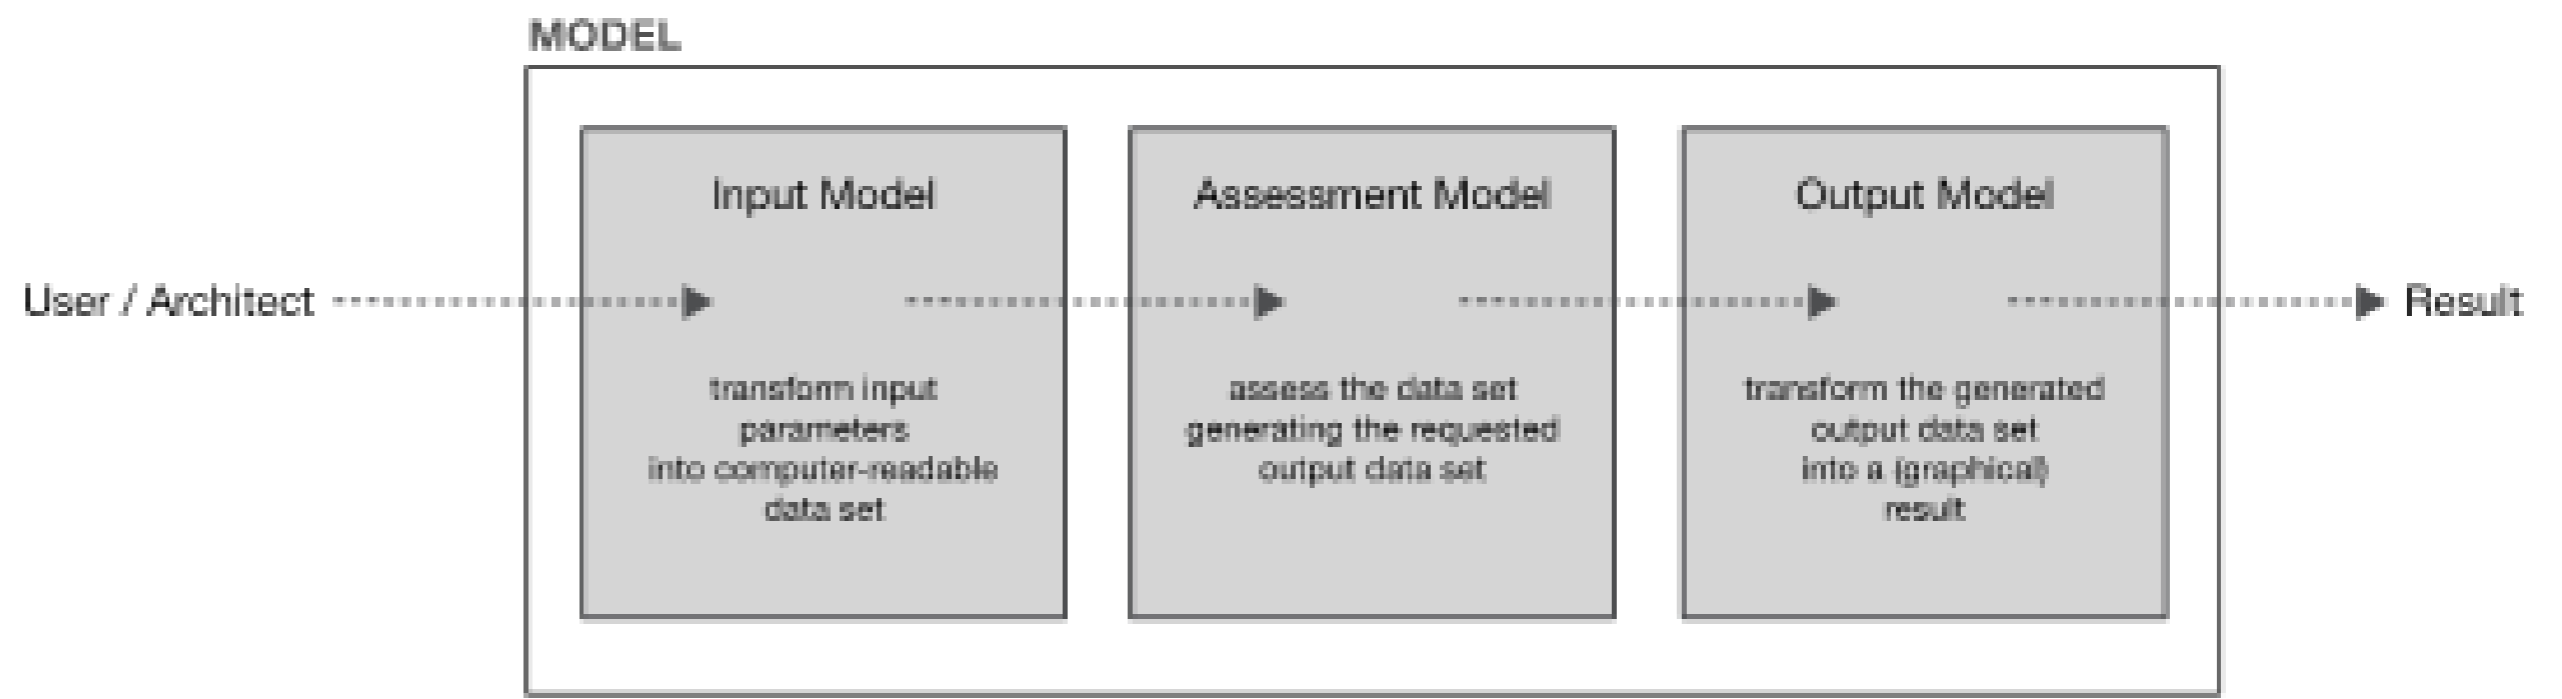 MODEL
Input Model
Assessment Model
Output Model
User / Architect
Result
transform input
parameters
into computer-readable
data set
assess the data set
generating the requested
output data set
transform the generated
output data set
into a (graphical)
result